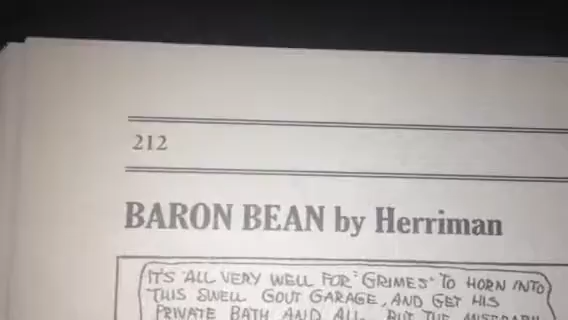 212
BARON BEAN by Herriman
IT'S ALL VERY WELL FOR "GRIMES" TO HORN INTO
THIS SWELL GOUT GARAGE, AND GET HIS
PRIVATE BATH AND ALL, BUT THE